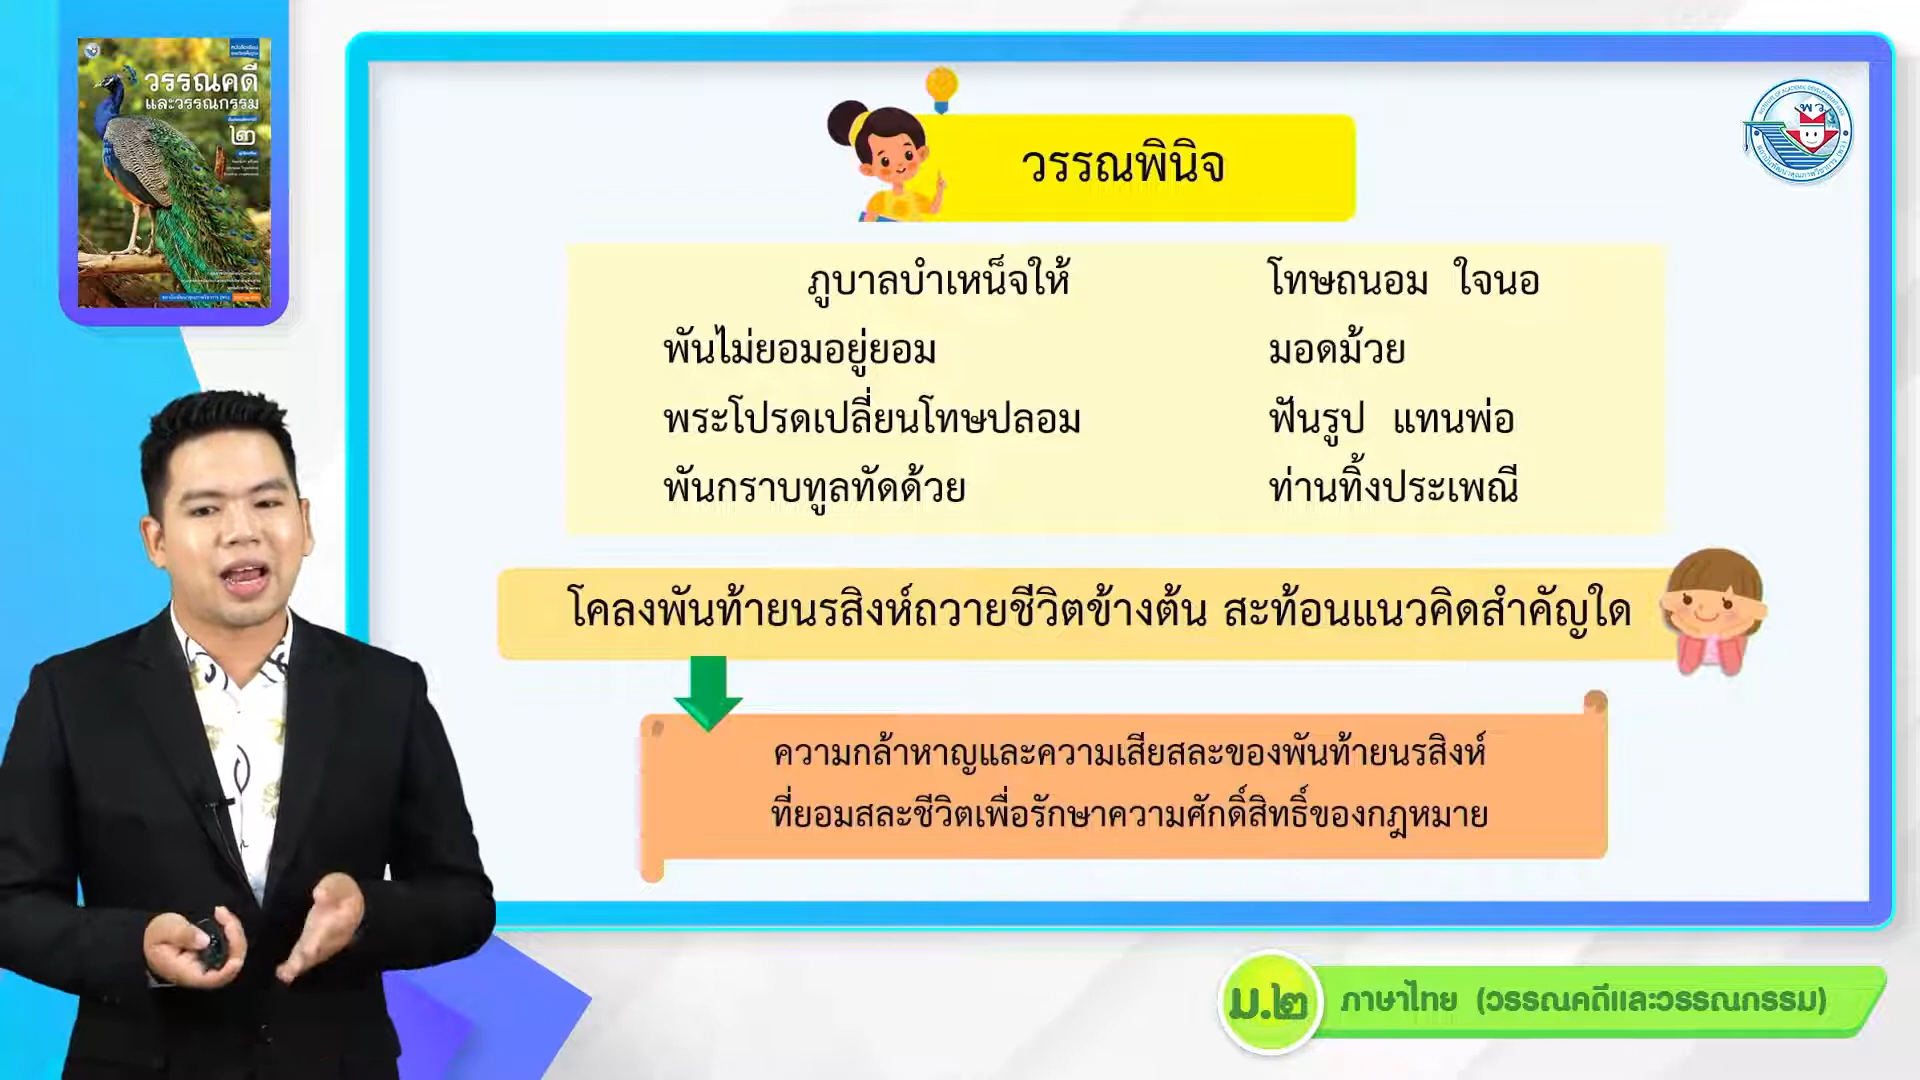 วรรณคดี
และวรรณกรรม
๒
พว
วรรณพินิจ
ภูบาลบำเหน็จให้ โทษถนอม ใจนอ
พันไม่ยอมอยู่ยอม มอดม้วย
พระโปรดเปลี่ยนโทษปลอม ฟันรูป แทนพ่อ
พันกราบทูลทัดด้วย ท่านทิ้งประเพณี
โคลงพันท้ายนรสิงห์ถวายชีวิตข้างต้น สะท้อนแนวคิดสำคัญใด
ความกล้าหาญและความเสียสละของพันท้ายนรสิงห์
ที่ยอมสละชีวิตเพื่อรักษาความศักดิ์สิทธิ์ของกฎหมาย
ม.๒ ภาษาไทย (วรรณคดีและวรรณกรรม)